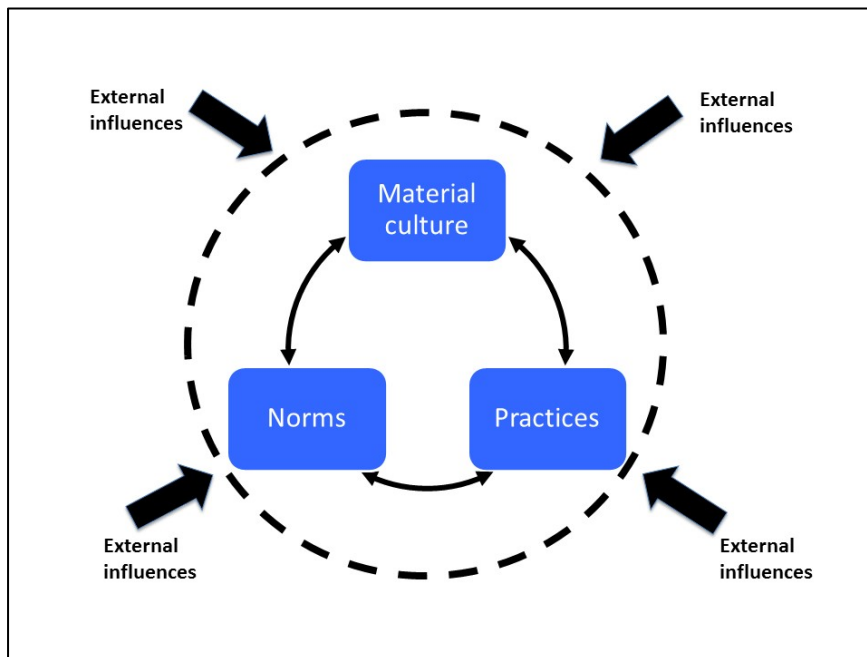 External
influences
External
influences
Material
culture
Norms
Practices
External
influences
External
influences